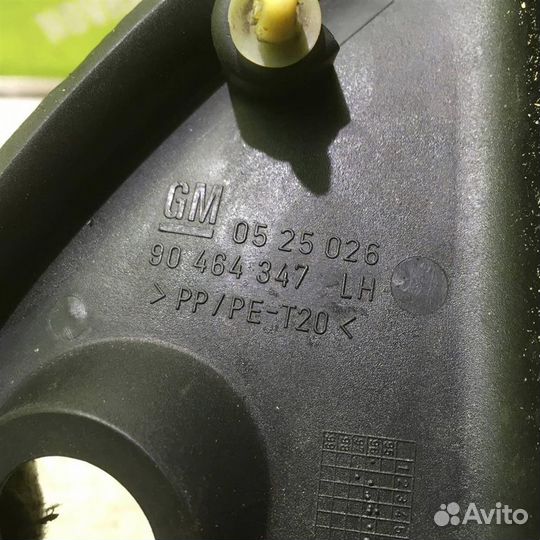 GM 05 25 026
90 464 347 LH
> PP/PE-T20 <
Avito